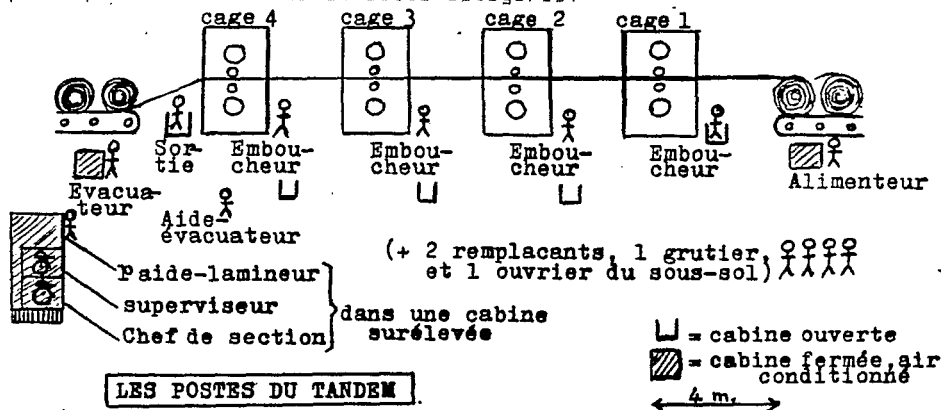 cage 4 cage 3 cage 2 cage 1
Sor-
tie
Embou-
cheur
Embou-
cheur
Embou-
cheur
Embou-
cheur
Alimenteur
Evacua-
teur
Aide-
évacuateur
(+ 2 remplacants, 1 grutier,
et 1 ouvrier du sous-sol)
Paide-lamineur
superviseur
Chef de section
dans une cabine
surélevée
= cabine ouverte
= cabine fermée, air
conditionné
4 m.
LES POSTES DU TANDEM